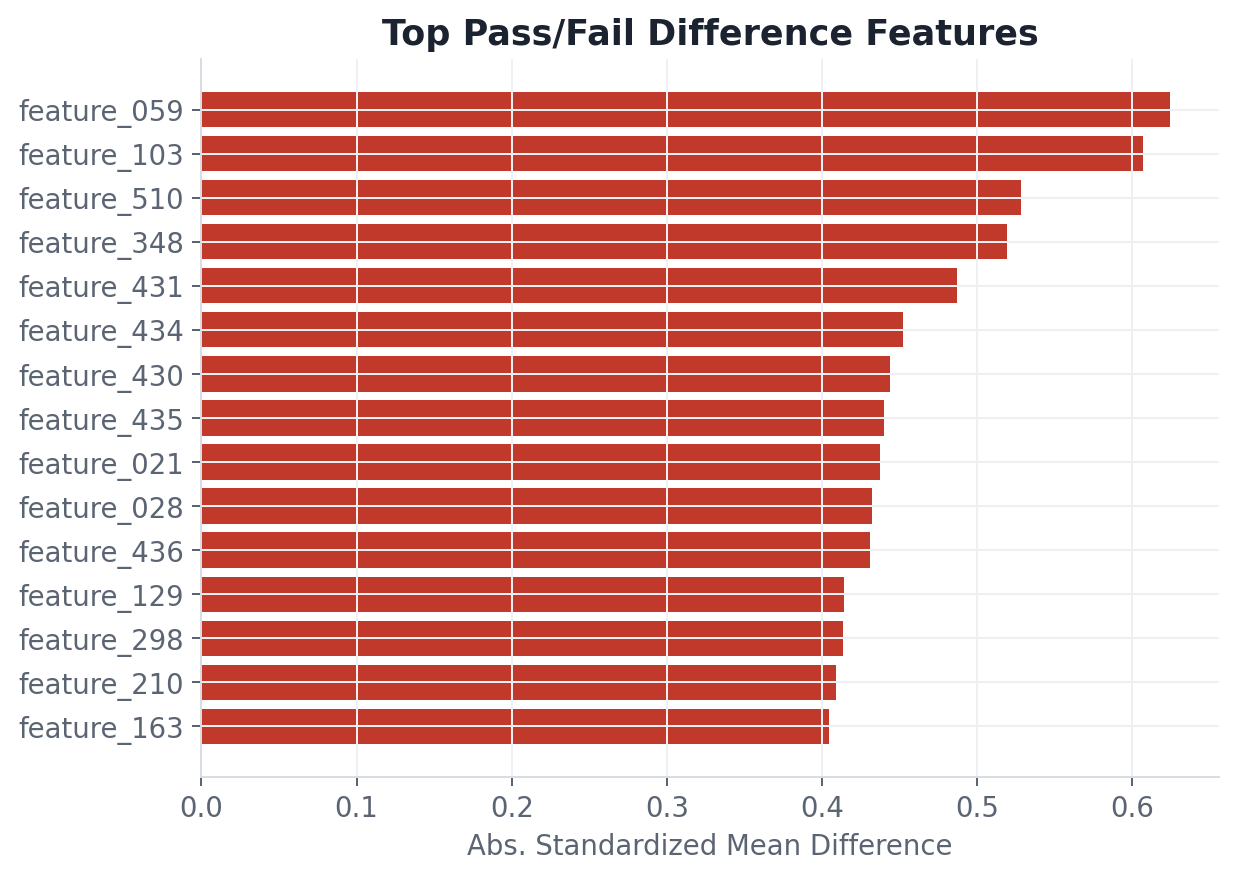 Top Pass/Fail Difference Features
feature_059
feature_103
feature_510
feature_348
feature_431
feature_434
feature_430
feature_435
feature_021
feature_028
feature_436
feature_129
feature_298
feature_210
feature_163
0.0 0.1 0.2 0.3 0.4 0.5 0.6
Abs. Standardized Mean Difference